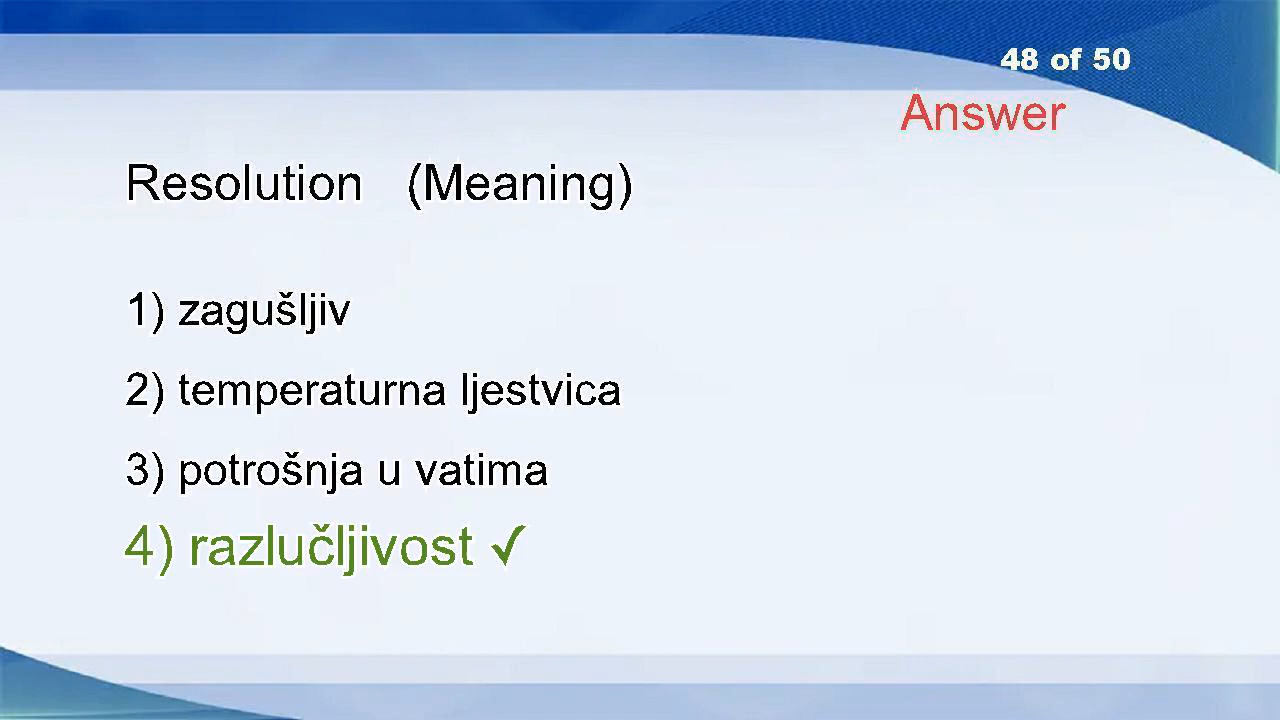 48 of 50
Answer
Resolution (Meaning)
1) zagušljiv
2) temperaturna ljestvica
3) potrošnja u vatima
4) razlučljivost ✓